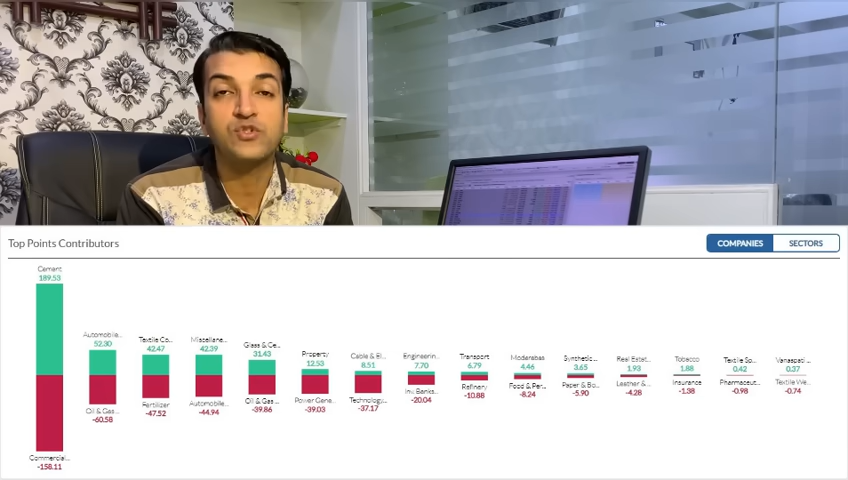 Top Points Contributors
COMPANIES SECTORS
Cement
189.53
Commercial...
-158.11
Automobile...
52.30
Oil & Gas ...
-60.58
Textile Co...
42.47
Fertilizer
-47.52
Miscellane...
42.39
Automobile...
-44.94
Glass & Ce...
31.43
Oil & Gas ...
-39.86
Property
12.53
Power Gene...
-39.03
Cable & El...
8.51
Technology...
-37.17
Engineerin...
7.70
Inv. Banks...
-20.04
Transport
6.79
Refinery
-10.88
Modarabas
4.46
Food & Per...
-8.24
Synthetic ...
3.65
Paper & Bo...
-5.90
Real Estat...
1.93
Leather & ...
-4.28
Tobacco
1.88
Insurance
-1.38
Textile Sp...
0.42
Pharmaceut...
-0.98
Vanaspati ...
0.37
Textile We...
-0.74